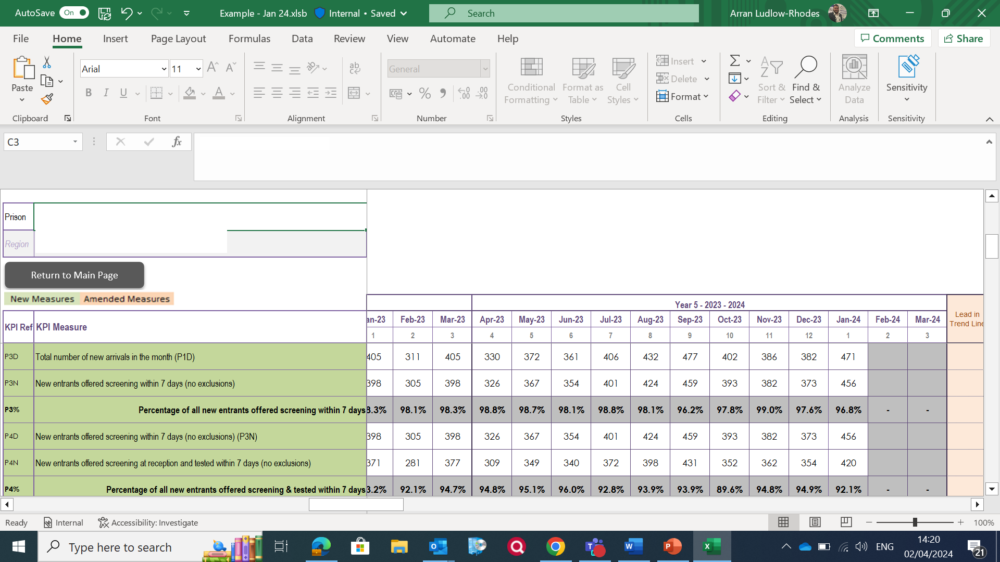 AutoSave On Example - Jan 24.xlsb Internal • Saved Search Arran Ludlow-Rhodes
File Home Insert Page Layout Formulas Data Review View Automate Help Comments Share
Paste Arial 11 General Conditional Formatting Format as Table Cell Styles Insert Delete Format Sort & Filter Find & Select Analyze Data Sensitivity
B I U
Clipboard Font Alignment Number Styles Cells Editing Analysis Sensitivity
C3 fx
Prison
Region
Return to Main Page
New Measures Amended Measures
Year 5 - 2023 - 2024
KPI Ref KPI Measure an-23 Feb-23 Mar-23 Apr-23 May-23 Jun-23 Jul-23 Aug-23 Sep-23 Oct-23 Nov-23 Dec-23 Jan-24 Feb-24 Mar-24 Lead in Trend Line
1 2 3 4 5 6 7 8 9 10 11 12 1 2 3
P3D Total number of new arrivals in the month (P1D) 405 311 405 330 372 361 406 432 477 402 386 382 471
P3N New entrants offered screening within 7 days (no exclusions) 398 305 398 326 367 354 401 424 459 393 382 373 456
P3% Percentage of all new entrants offered screening within 7 days 8.3% 98.1% 98.3% 98.8% 98.7% 98.1% 98.8% 98.1% 96.2% 97.8% 99.0% 97.6% 96.8% - -
P4D New entrants offered screening within 7 days (no exclusions) (P3N) 398 305 398 326 367 354 401 424 459 393 382 373 456
P4N New entrants offered screening at reception and tested within 7 days (no exclusions) 371 281 377 309 349 340 372 398 431 352 362 354 420
P4% Percentage of all new entrants offered screening & tested within 7 days 3.2% 92.1% 94.7% 94.8% 95.1% 96.0% 92.8% 93.9% 93.9% 89.6% 94.8% 94.9% 92.1% - -
Ready Internal Accessibility: Investigate 100%
Type here to search ENG 14:20
02/04/2024 21